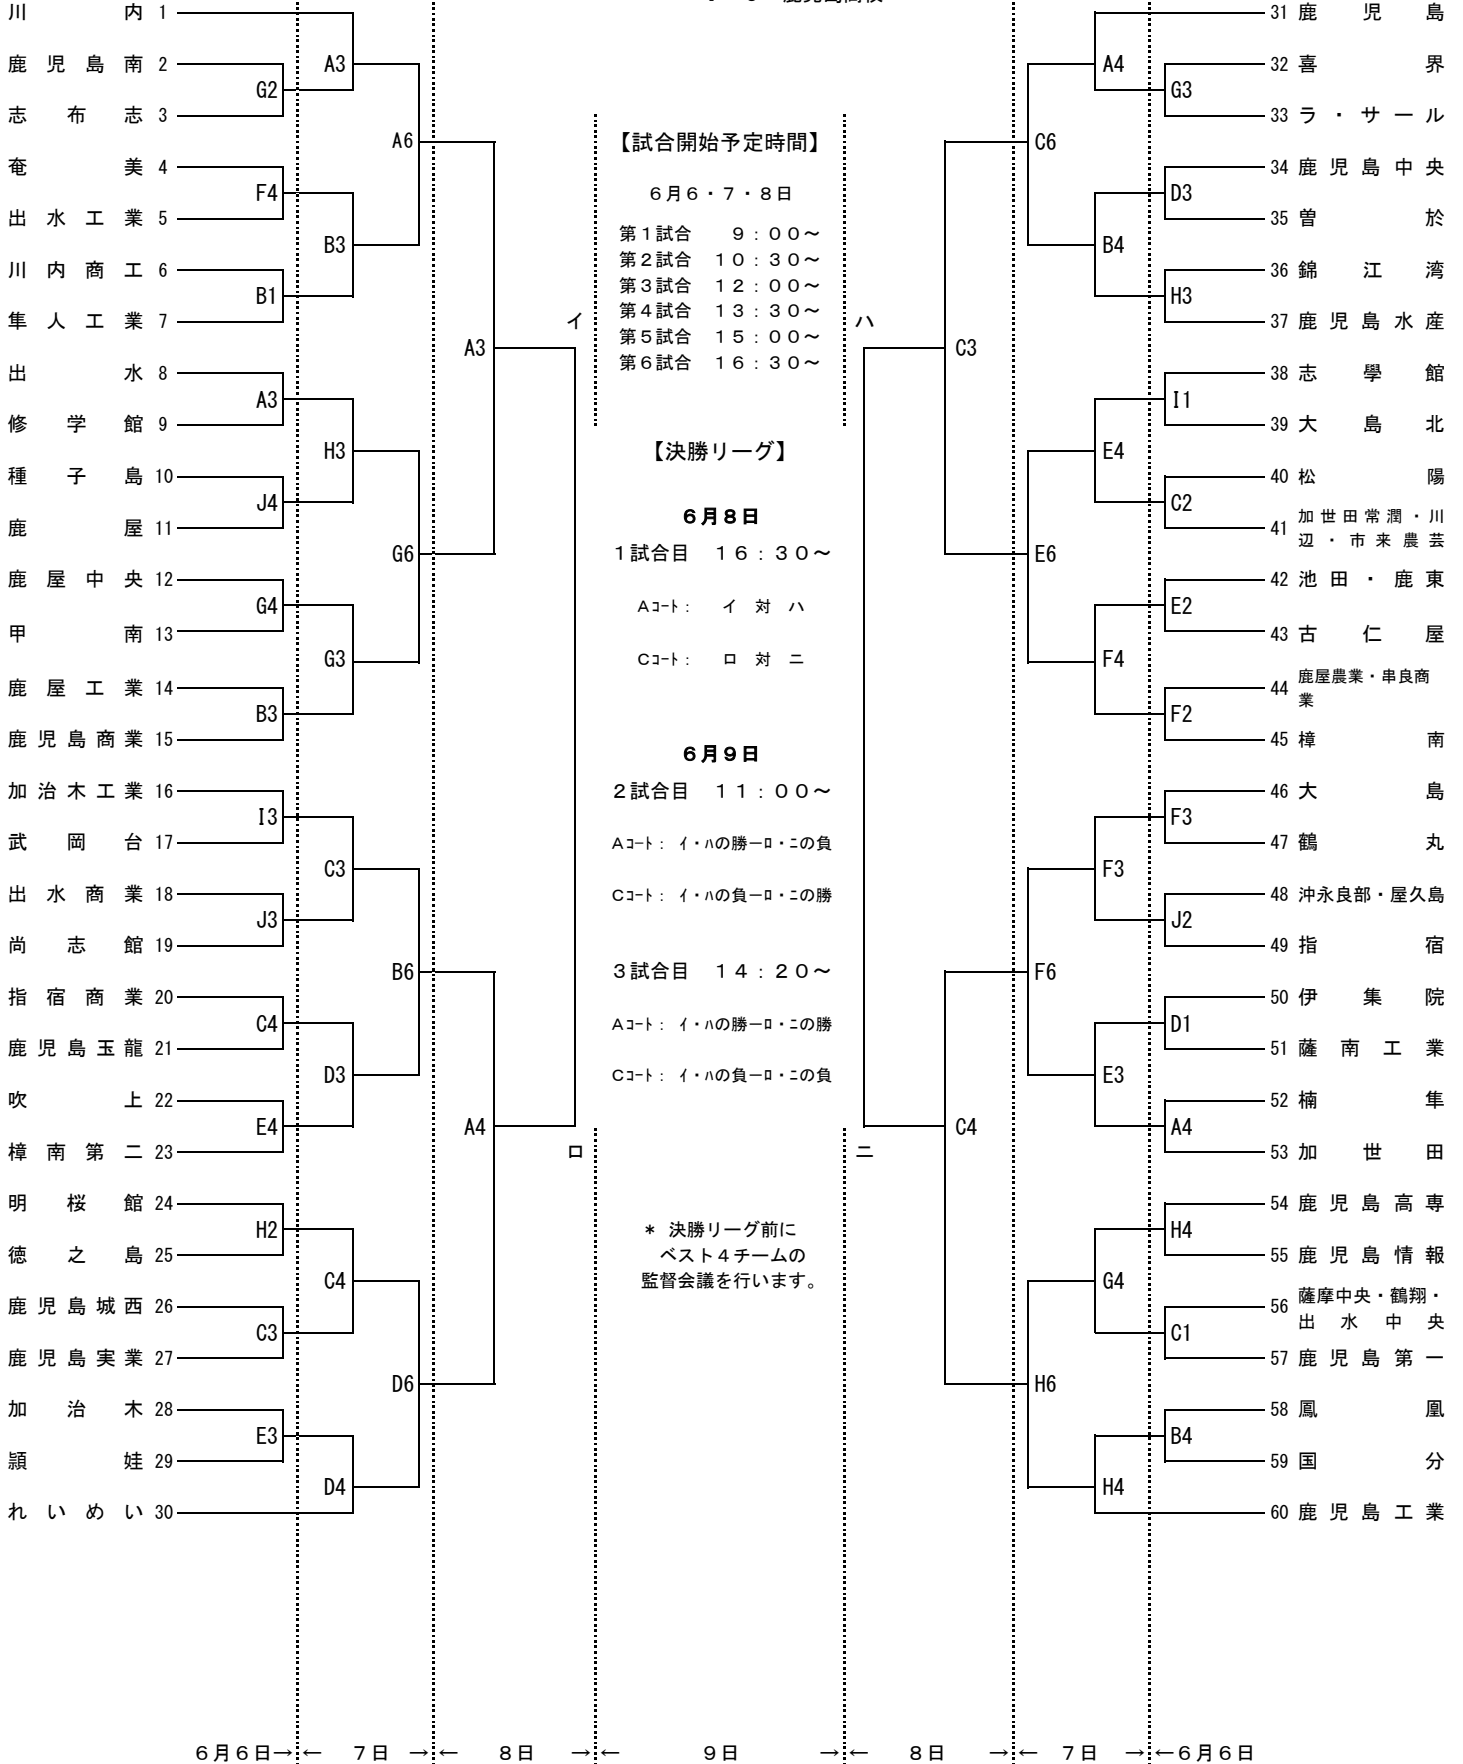 川内 1
鹿児島南 2
志布志 3
奄美 4
出水工業 5
川内商工 6
隼人工業 7
出水 8
修学館 9
種子島 10
鹿屋 11
鹿屋中央 12
甲南 13
鹿屋工業 14
鹿児島商業 15
加治木工業 16
武岡台 17
出水商業 18
尚志館 19
指宿商業 20
鹿児島玉龍 21
吹上 22
樟南第二 23
明桜館 24
徳之島 25
鹿児島城西 26
鹿児島実業 27
加治木 28
頴娃 29
れいめい 30
G2
F4
B1
A3
J4
G4
B3
I3
J3
C4
E4
H2
C3
E3
A3
B3
H3
G3
C3
D3
C4
D4
A6
G6
B6
D6
A3
A4
イ
ロ
【試合開始予定時間】
6月6・7・8日
第1試合 9:00~
第2試合 10:30~
第3試合 12:00~
第4試合 13:30~
第5試合 15:00~
第6試合 16:30~
【決勝リーグ】
6月8日
1試合目 16:30~
Aコート: イ 対 ハ
Cコート: ロ 対 ニ
6月9日
2試合目 11:00~
Aコート: イ・ハの勝ーロ・ニの負
Cコート: イ・ハの負ーロ・ニの勝
3試合目 14:20~
Aコート: イ・ハの勝ーロ・ニの勝
Cコート: イ・ハの負ーロ・ニの負
* 決勝リーグ前に
ベスト4チームの
監督会議を行います。
ハ
ニ
C3
C4
C6
E6
F6
H6
A4
B4
E4
F4
F3
E3
G4
H4
G3
D3
H3
I1
C2
E2
F2
F3
J2
D1
A4
H4
C1
B4
31 鹿児島
32 喜界
33 ラ・サール
34 鹿児島中央
35 曽於
36 錦江湾
37 鹿児島水産
38 志學館
39 大島北
40 松陽
41 加世田常潤・川
辺・市来農芸
42 池田・鹿東
43 古仁屋
44 鹿屋農業・串良商
業
45 樟南
46 大島
47 鶴丸
48 沖永良部・屋久島
49 指宿
50 伊集院
51 薩南工業
52 楠隼
53 加世田
54 鹿児島高専
55 鹿児島情報
56 薩摩中央・鶴翔・
出水中央
57 鹿児島第一
58 鳳凰
59 国分
60 鹿児島工業
6月6日→←7日→←8日→←9日→←8日→←7日→←6月6日